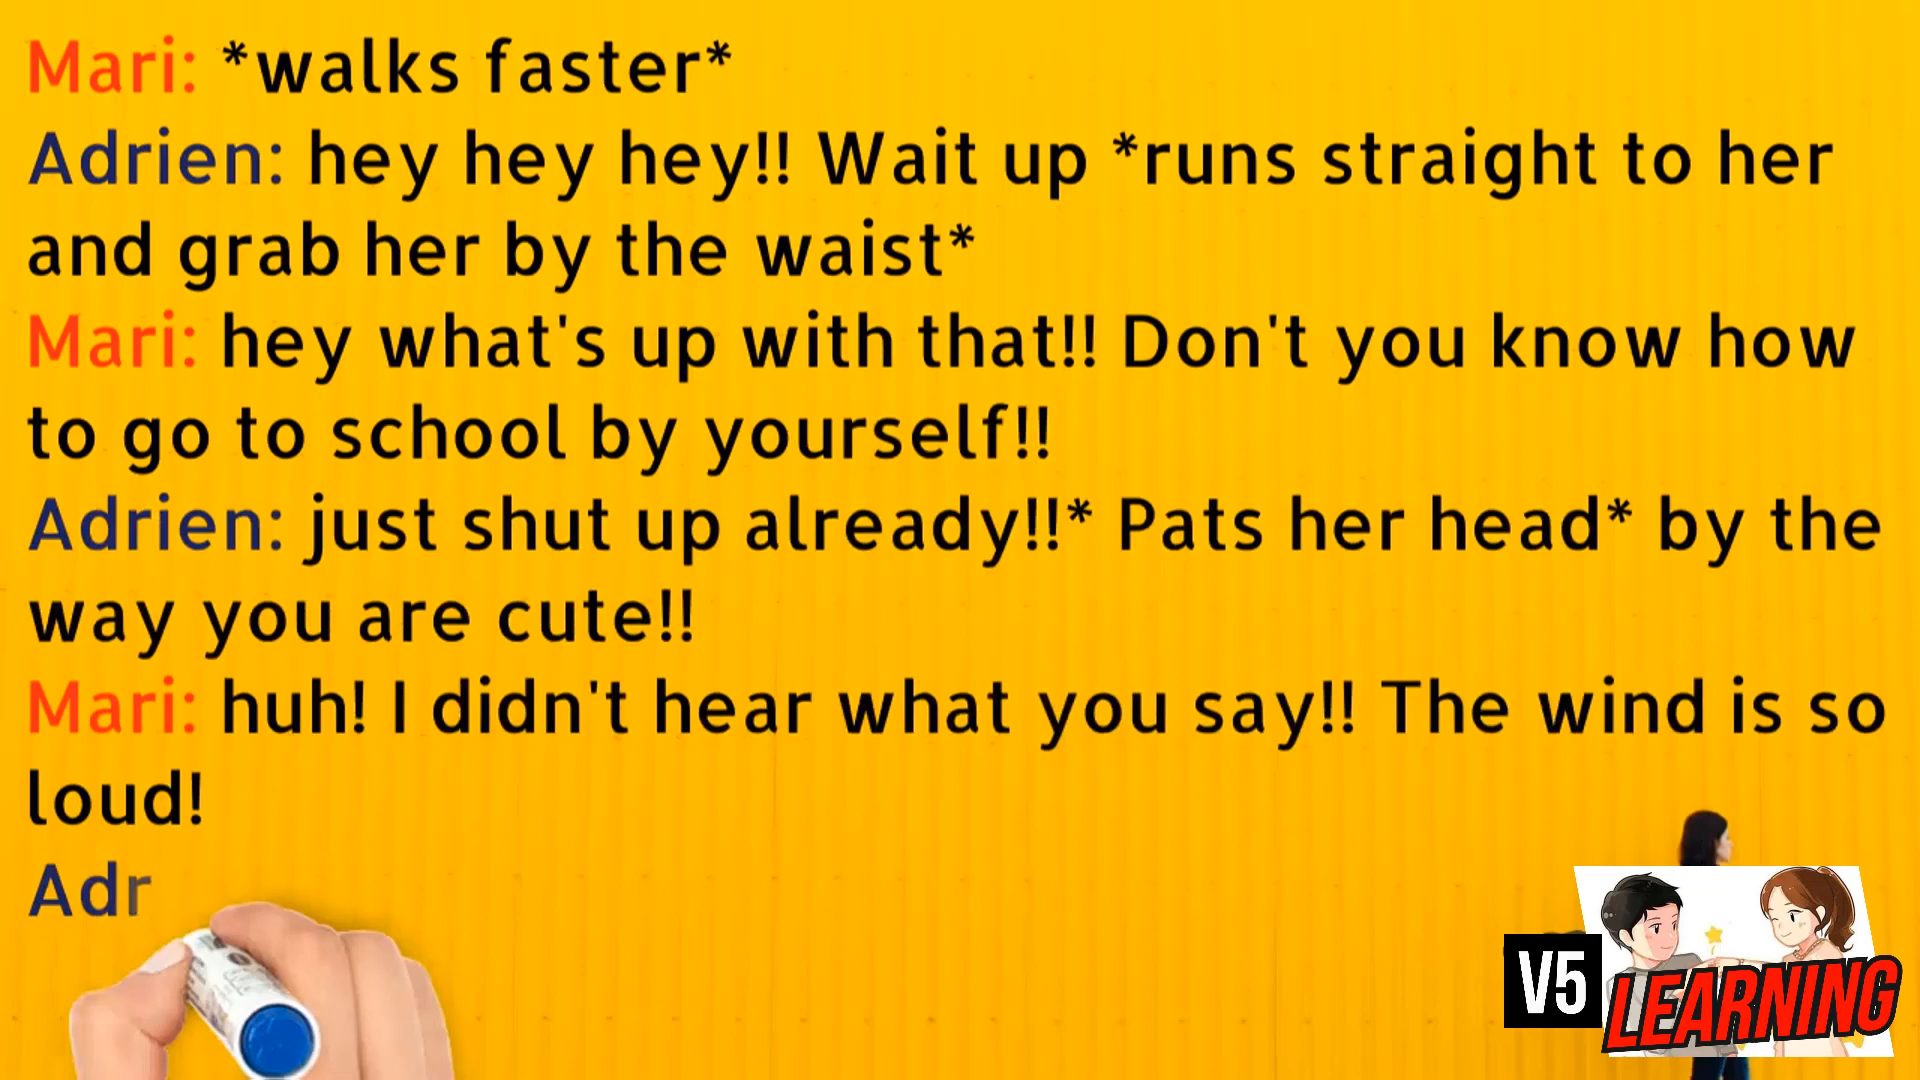 Mari: *walks faster*
Adrien: hey hey hey!! Wait up *runs straight to her
and grab her by the waist*
Mari: hey what's up with that!! Don't you know how
to go to school by yourself!!
Adrien: just shut up already!!* Pats her head* by the
way you are cute!!
Mari: huh! I didn't hear what you say!! The wind is so
loud!
Adr
V5
LEARNING